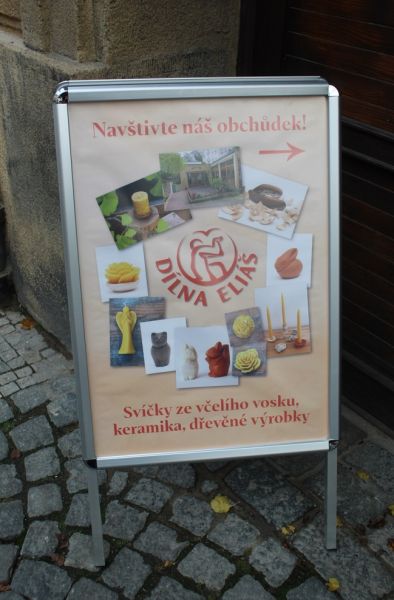 Navštivte náš obchůdek!
DÍLNA ELIÁŠ
Svíčky ze včelího vosku,
keramika, dřevěné výrobky